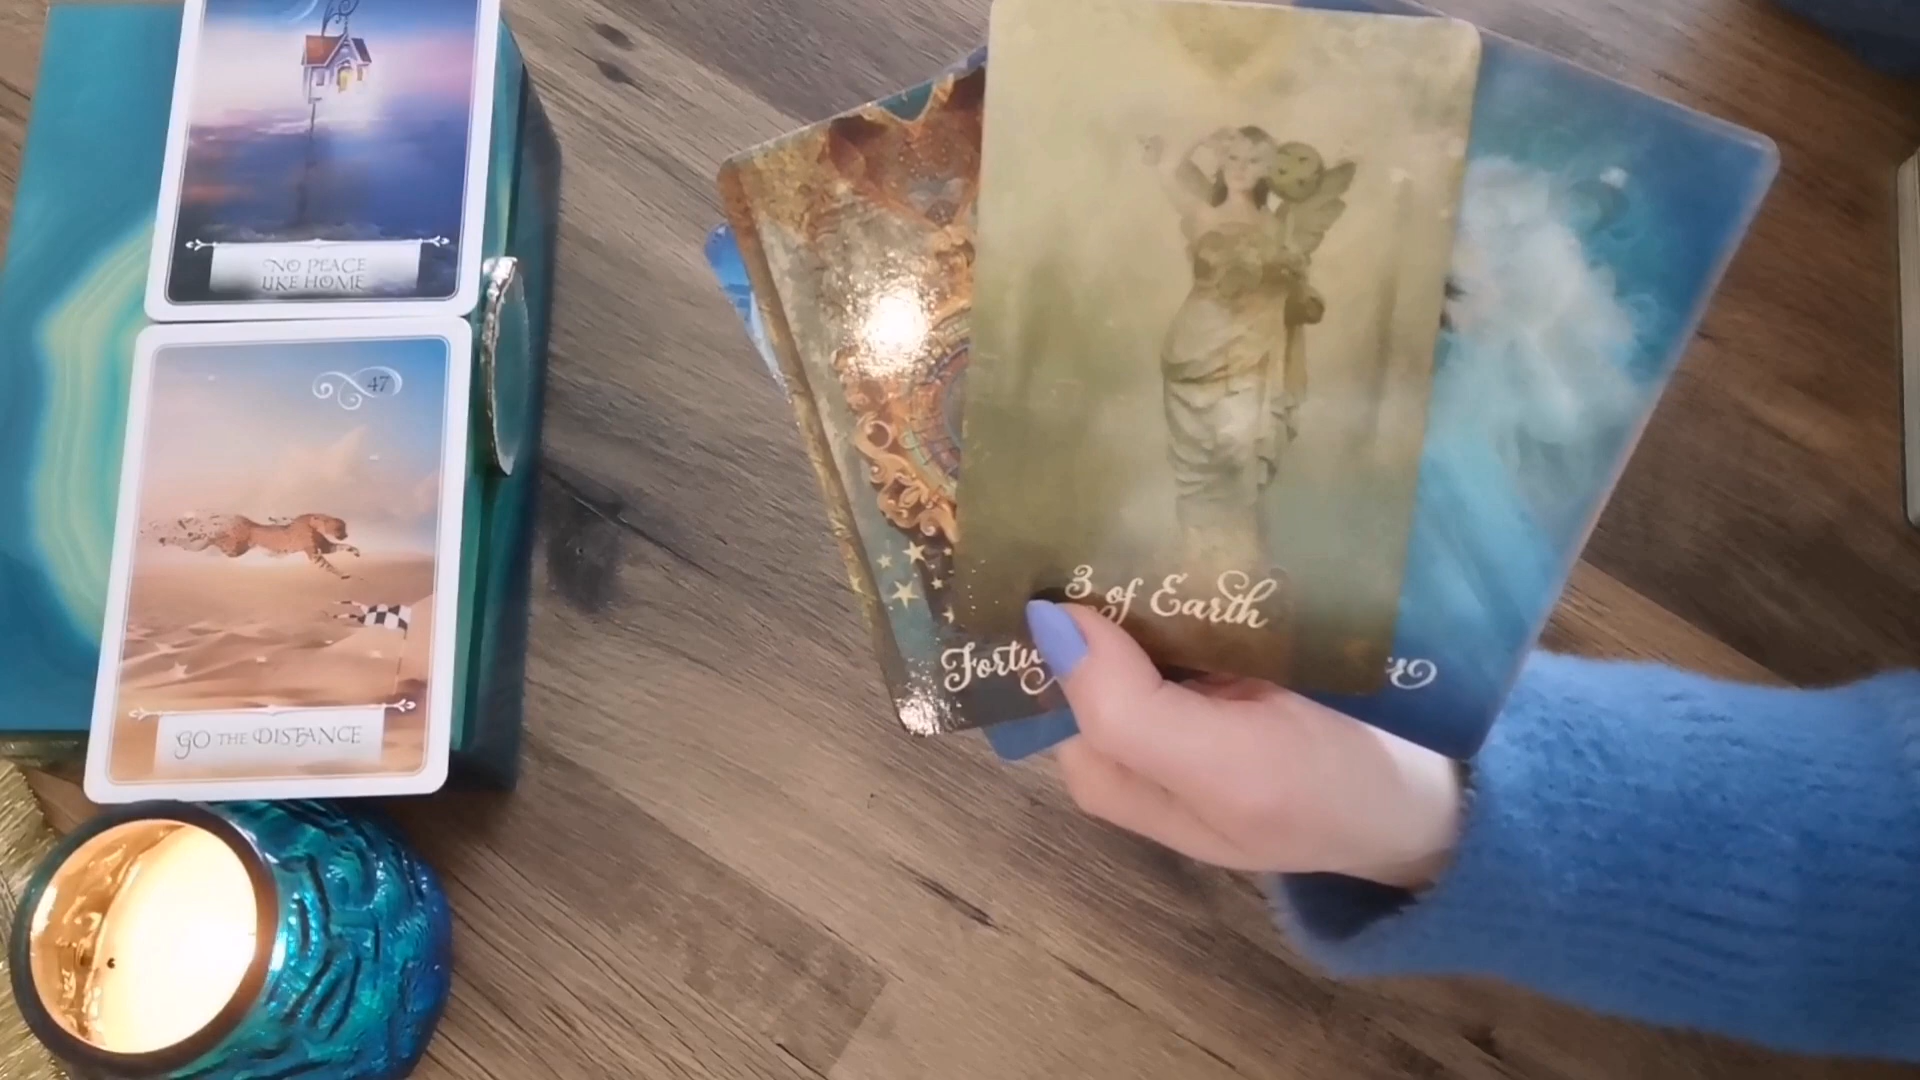 NO PEACE
LIKE HOME
47
GO THE DISTANCE
3 of Earth
Fortu